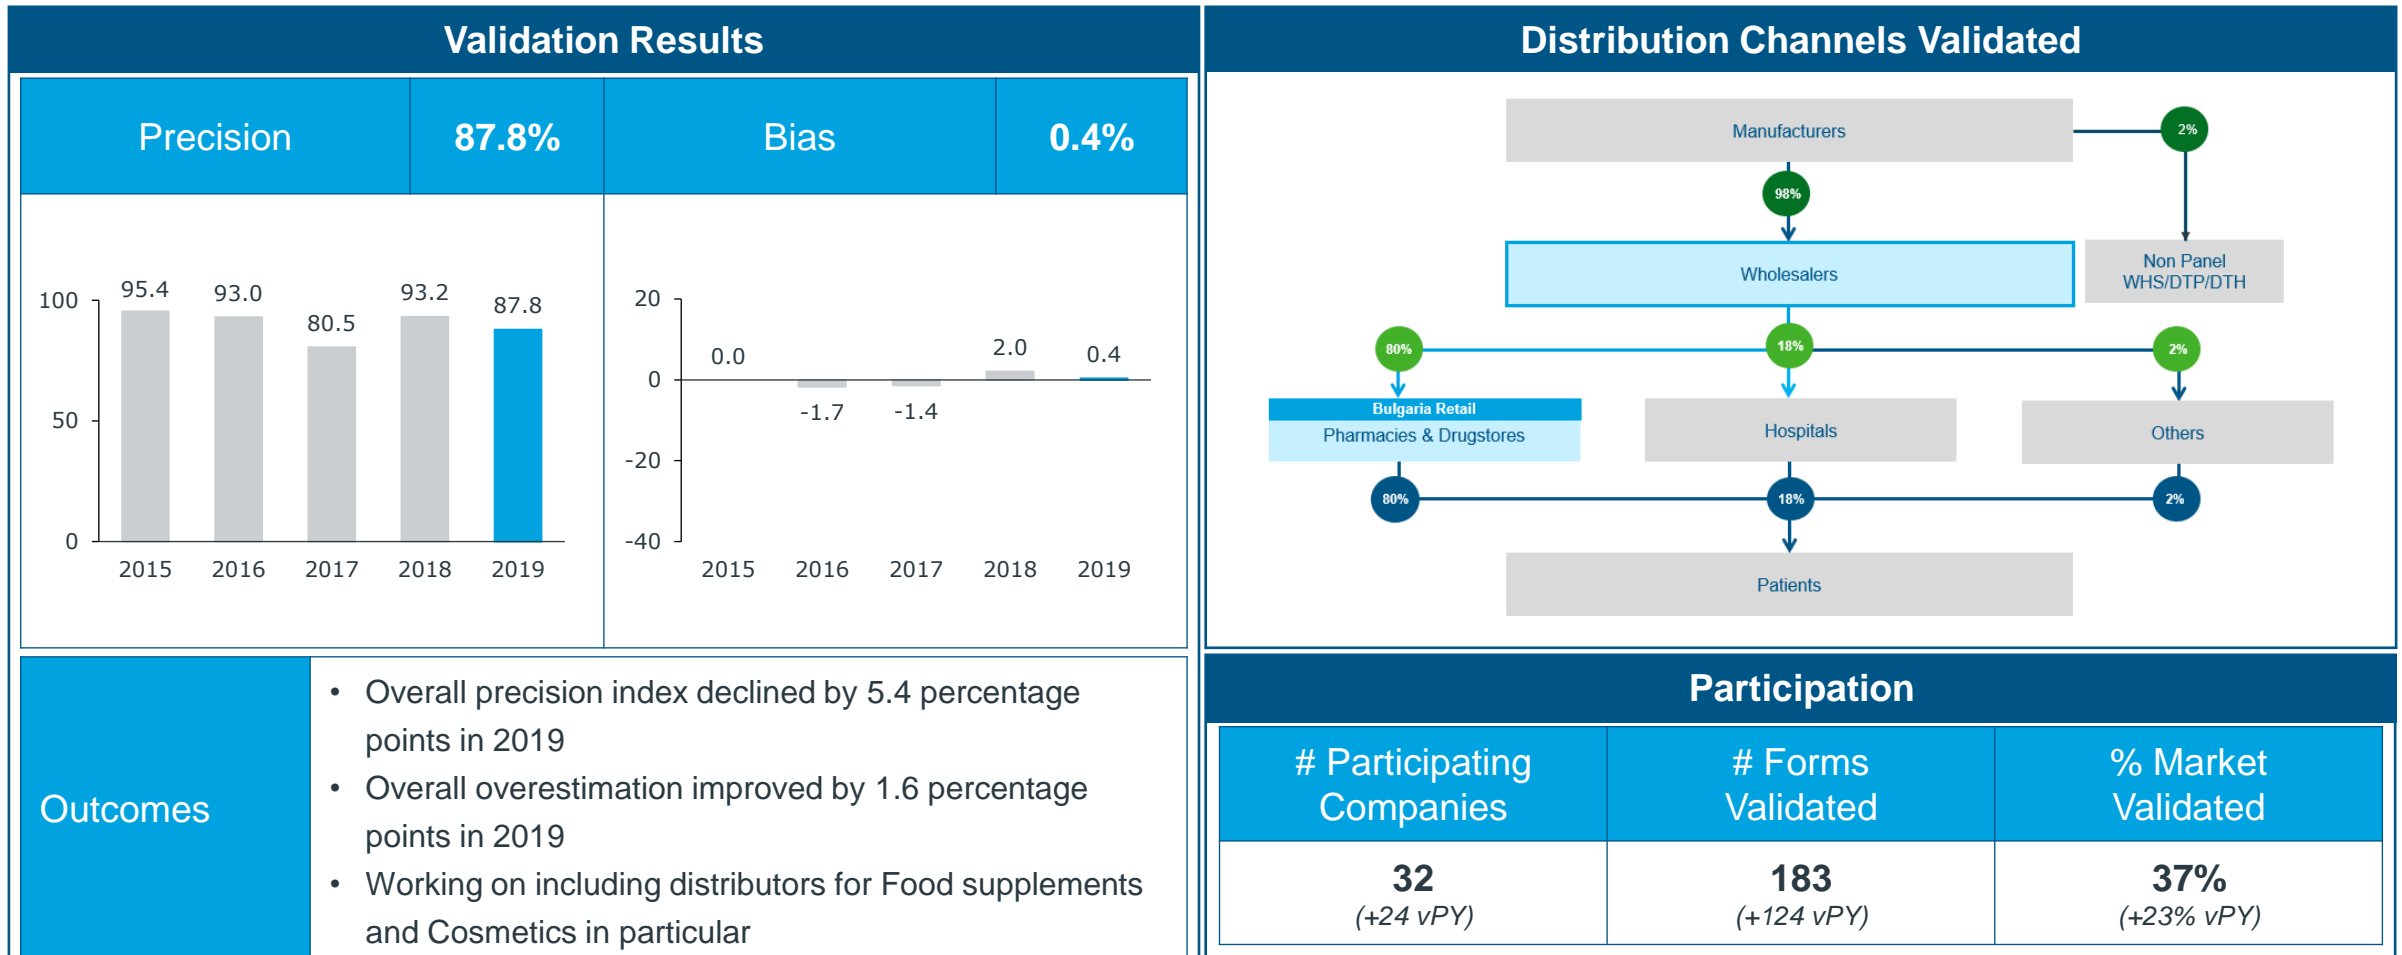 Validation Results
Precision
87.8%
Bias
0.4%
100
50
0
95.4
93.0
80.5
93.2
87.8
2015
2016
2017
2018
2019
20
0
-20
-40
0.0
-1.7
-1.4
2.0
0.4
2015
2016
2017
2018
2019
Outcomes
• Overall precision index declined by 5.4 percentage
points in 2019
• Overall overestimation improved by 1.6 percentage
points in 2019
• Working on including distributors for Food supplements
and Cosmetics in particular
Distribution Channels Validated
Manufacturers
2%
98%
Wholesalers
Non Panel
WHS/DTP/DTH
80%
18%
2%
Bulgaria Retail
Pharmacies & Drugstores
Hospitals
Others
80%
18%
2%
Patients
Participation
# Participating
Companies
# Forms
Validated
% Market
Validated
32
(+24 vPY)
183
(+124 vPY)
37%
(+23% vPY)